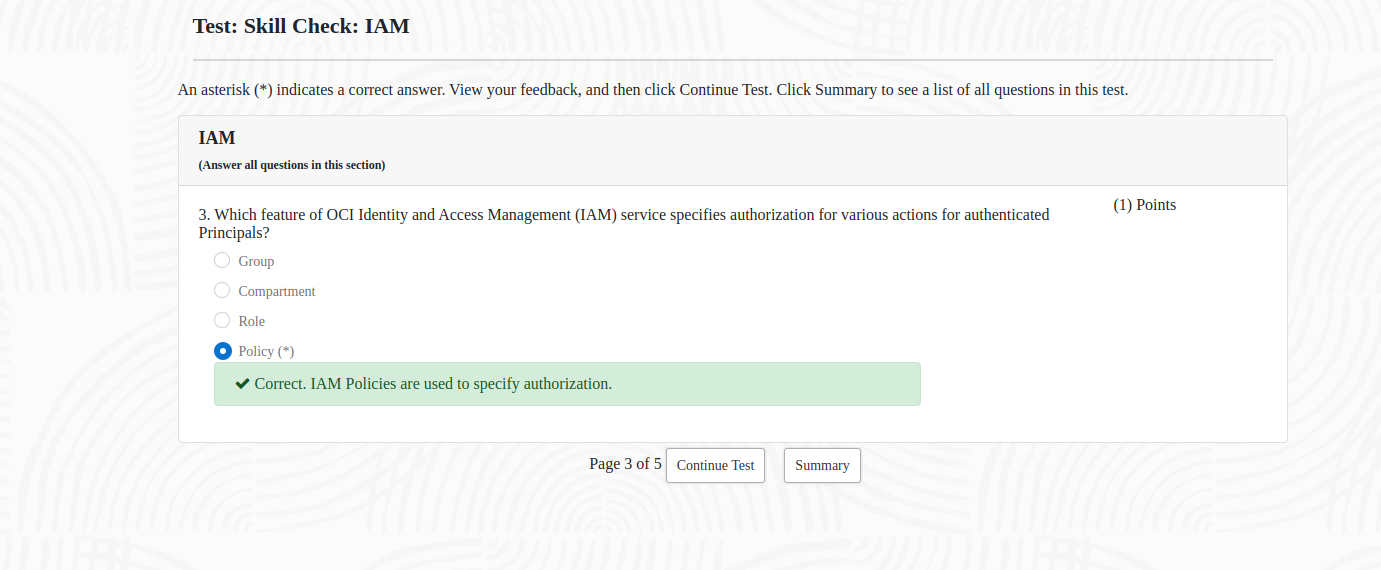 Test: Skill Check: IAM
An asterisk (*) indicates a correct answer. View your feedback, and then click Continue Test. Click Summary to see a list of all questions in this test.
IAM
(Answer all questions in this section)
3. Which feature of OCI Identity and Access Management (IAM) service specifies authorization for various actions for authenticated
Principals?
(1) Points
Group
Compartment
Role
Policy (*)
Correct. IAM Policies are used to specify authorization.
Page 3 of 5 Continue Test Summary